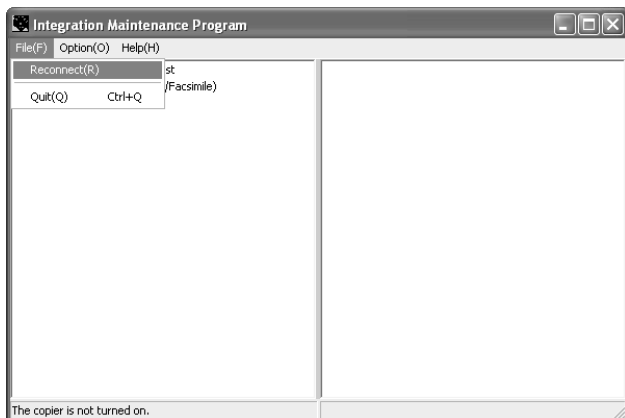 Integration Maintenance Program
File(F) Option(O) Help(H)
Reconnect(R)
st
Quit(Q) Ctrl+Q
/Facsimile)
The copier is not turned on.